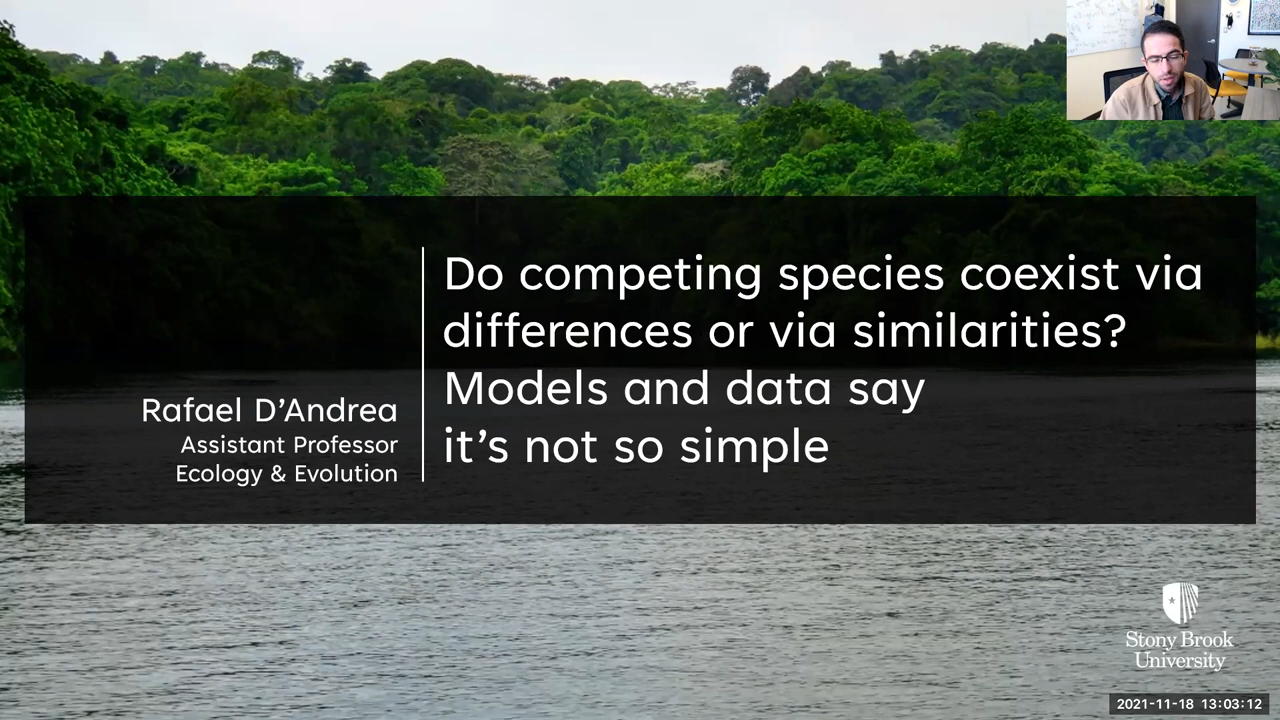 Do competing species coexist via
differences or via similarities?
Models and data say
it's not so simple
Rafael D'Andrea
Assistant Professor
Ecology & Evolution
Stony Brook
University
2021-11-18 13:03:12